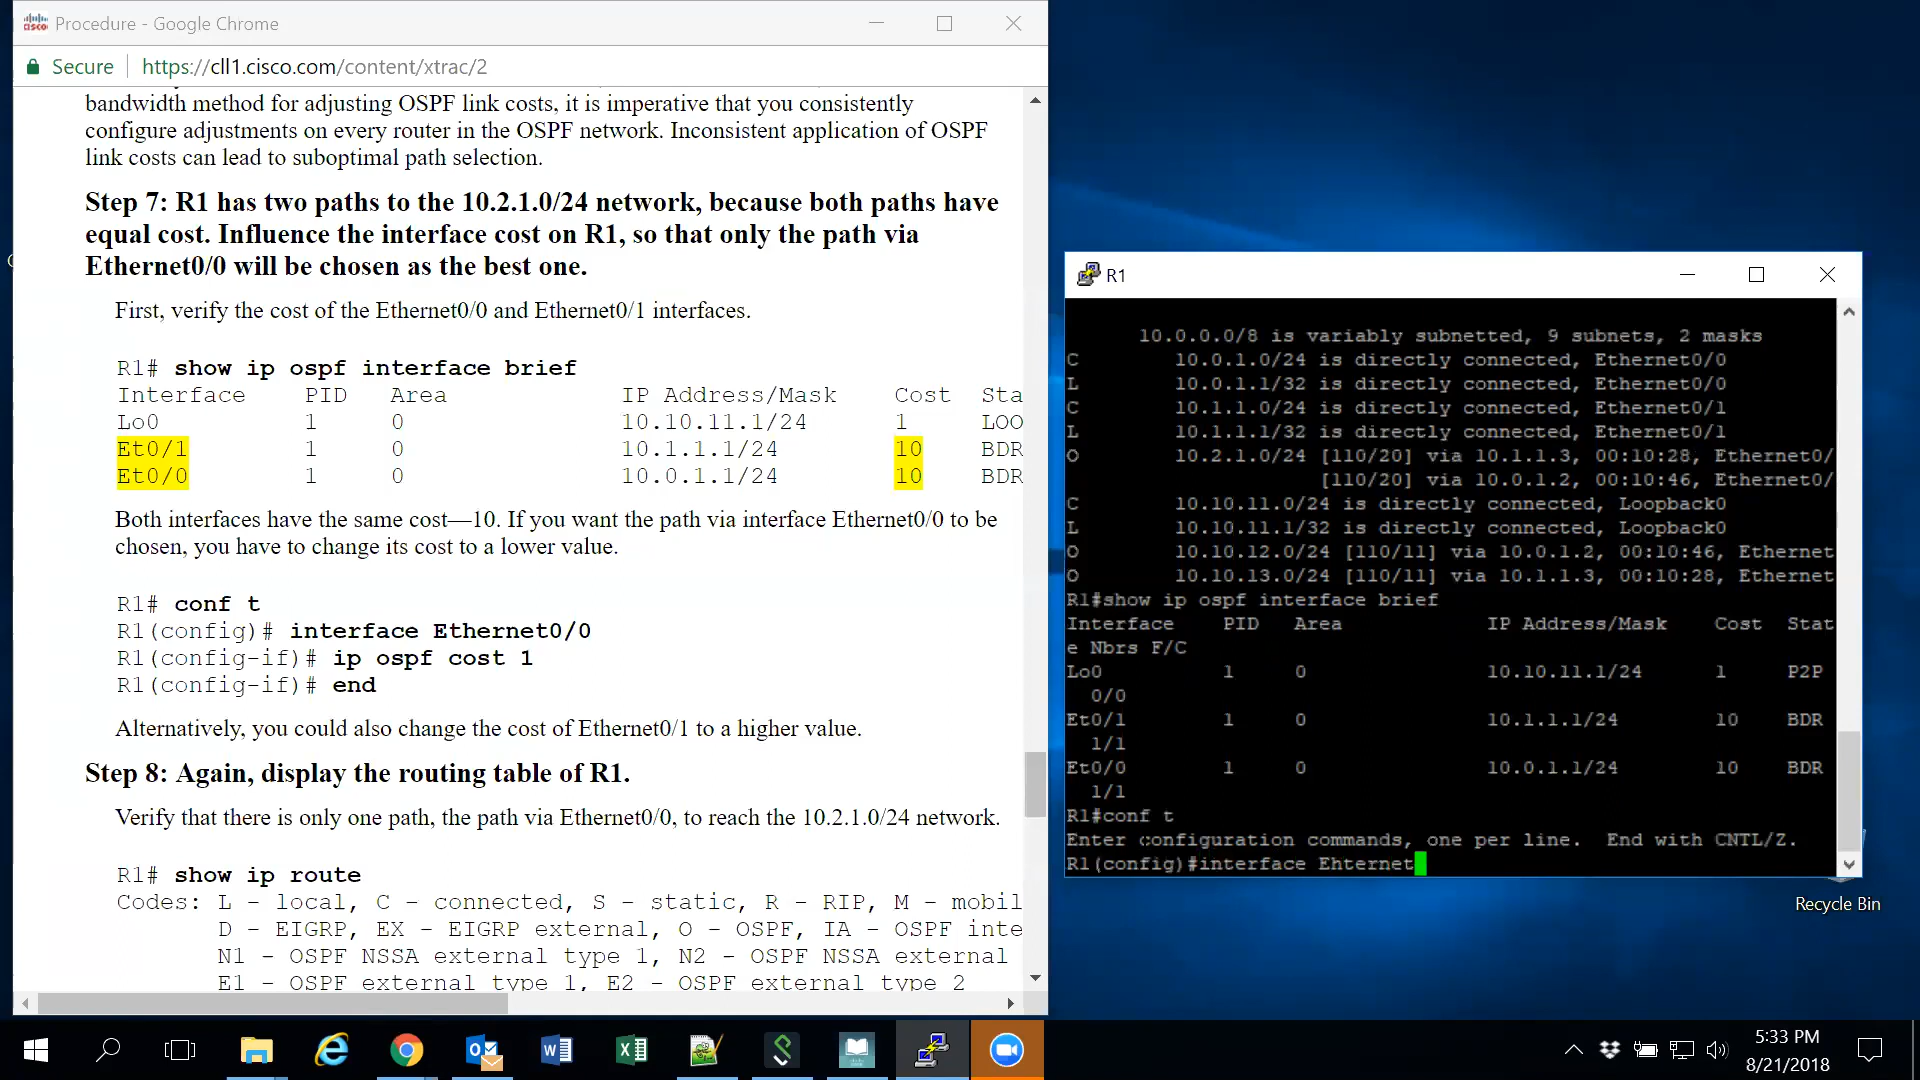 Procedure - Google Chrome
Secure
https://cll1.cisco.com/content/xtrac/2
bandwidth method for adjusting OSPF link costs, it is imperative that you consistently
configure adjustments on every router in the OSPF network. Inconsistent application of OSPF
link costs can lead to suboptimal path selection.
Step 7: R1 has two paths to the 10.2.1.0/24 network, because both paths have
equal cost. Influence the interface cost on R1, so that only the path via
Ethernet0/0 will be chosen as the best one.
First, verify the cost of the Ethernet0/0 and Ethernet0/1 interfaces.
R1# show ip ospf interface brief
Interface PID Area IP Address/Mask Cost Sta
Lo0 1 0 10.10.11.1/24 1 LOO
Et0/1 1 0 10.1.1.1/24 10 BDR
Et0/0 1 0 10.0.1.1/24 10 BDR
Both interfaces have the same cost—10. If you want the path via interface Ethernet0/0 to be
chosen, you have to change its cost to a lower value.
R1# conf t
R1(config)# interface Ethernet0/0
R1(config-if)# ip ospf cost 1
R1(config-if)# end
Alternatively, you could also change the cost of Ethernet0/1 to a higher value.
Step 8: Again, display the routing table of R1.
Verify that there is only one path, the path via Ethernet0/0, to reach the 10.2.1.0/24 network.
R1# show ip route
Codes: L - local, C - connected, S - static, R - RIP, M - mobil
D - EIGRP, EX - EIGRP external, O - OSPF, IA - OSPF inte
N1 - OSPF NSSA external type 1, N2 - OSPF NSSA external
E1 - OSPF external type 1, E2 - OSPF external type 2
R1
10.0.0.0/8 is variably subnetted, 9 subnets, 2 masks
C 10.0.1.0/24 is directly connected, Ethernet0/0
L 10.0.1.1/32 is directly connected, Ethernet0/0
C 10.1.1.0/24 is directly connected, Ethernet0/1
L 10.1.1.1/32 is directly connected, Ethernet0/1
O 10.2.1.0/24 [110/20] via 10.1.1.3, 00:10:28, Ethernet0/
[110/20] via 10.0.1.2, 00:10:46, Ethernet0/
C 10.10.11.0/24 is directly connected, Loopback0
L 10.10.11.1/32 is directly connected, Loopback0
O 10.10.12.0/24 [110/11] via 10.0.1.2, 00:10:46, Ethernet
O 10.10.13.0/24 [110/11] via 10.1.1.3, 00:10:28, Ethernet
R1#show ip ospf interface brief
Interface PID Area IP Address/Mask Cost Stat
e Nbrs F/C
Lo0 1 0 10.10.11.1/24 1 P2P
0/0
Et0/1 1 0 10.1.1.1/24 10 BDR
1/1
Et0/0 1 0 10.0.1.1/24 10 BDR
1/1
R1#conf t
Enter configuration commands, one per line. End with CNTL/Z.
R1(config)#interface Ehternet
Recycle Bin
5:33 PM
8/21/2018